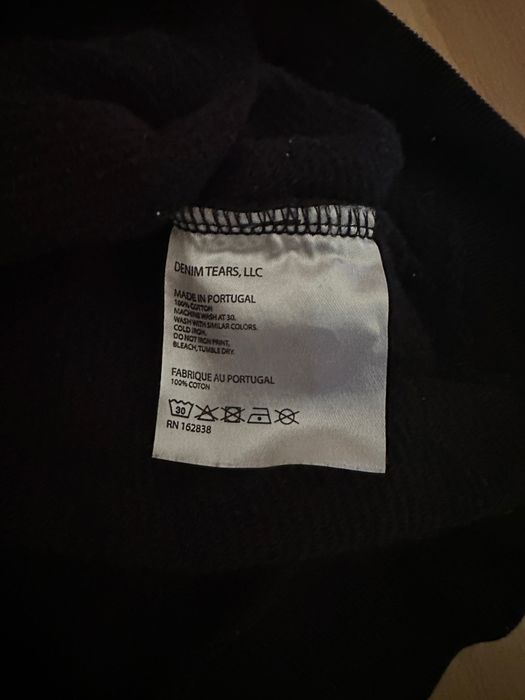 DENIM TEARS, LLC
MADE IN PORTUGAL
100% COTTON
MACHINE WASH AT 30.
WASH WITH SIMILAR COLORS.
COLD IRON,
DO NOT IRON PRINT,
BLEACH, TUMBLE DRY.
FABRIQUE AU PORTUGAL
100% COTON
30
RN 162838